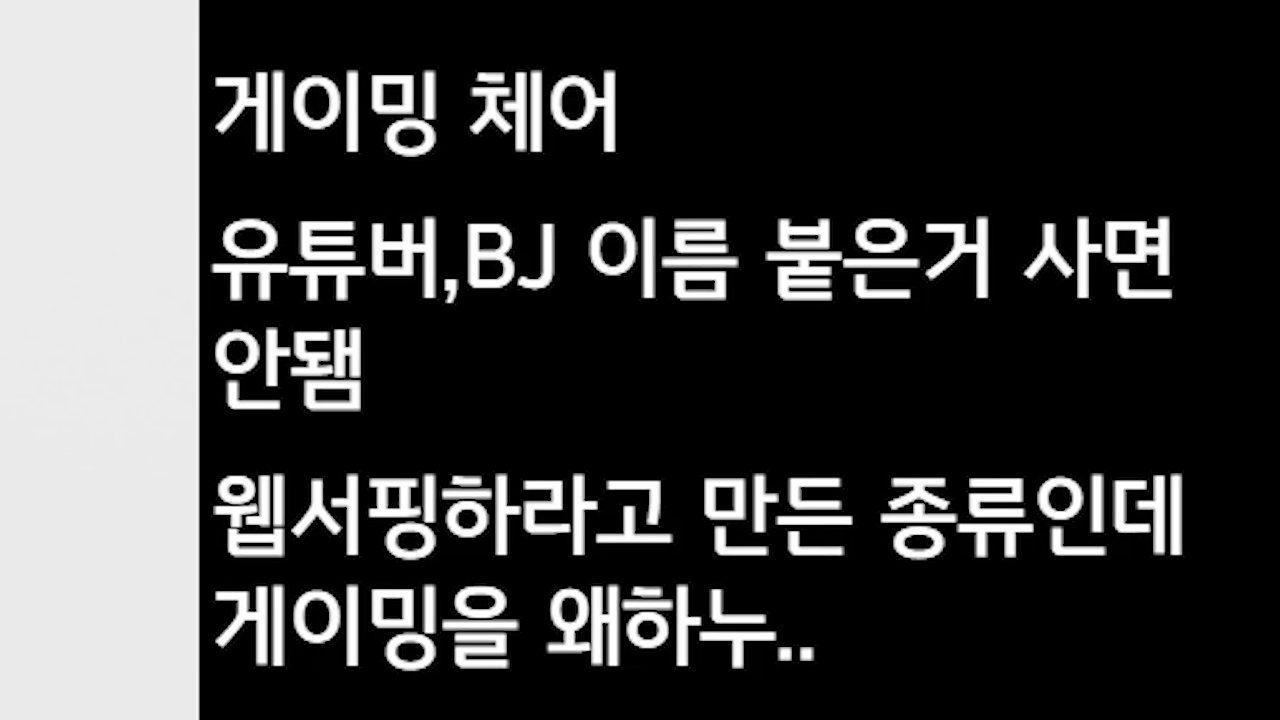 게이밍 체어
유튜버,BJ 이름 붙은거 사면
안됌
웹서핑하라고 만든 종류인데
게이밍을 왜하누..